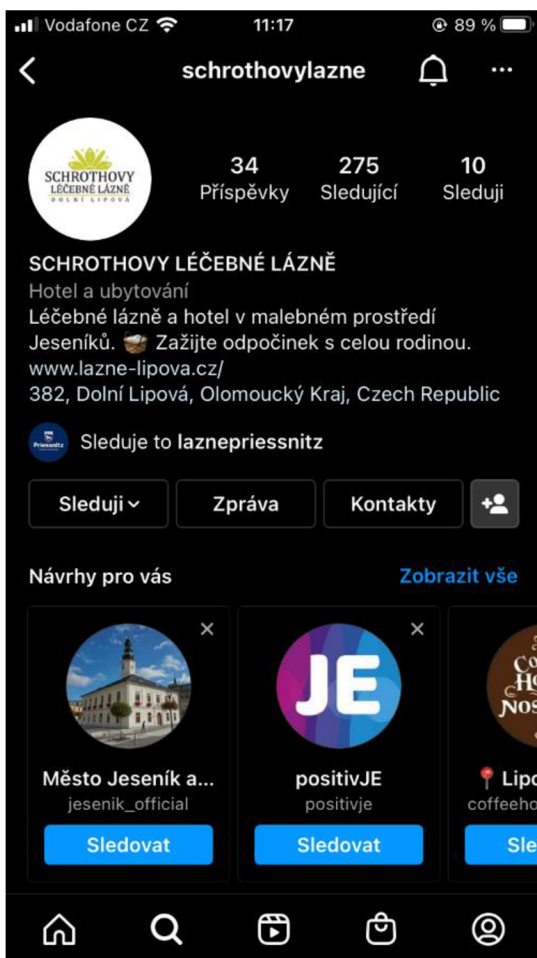 Vodafone CZ 11:17 89 %
schrothovylazne
SCHROTHOVY
LÉČEBNÉ LÁZNĚ
DOLNÍ LIPOVÁ
34 275 10
Příspěvky Sledující Sleduji
SCHROTHOVY LÉČEBNÉ LÁZNĚ
Hotel a ubytování
Léčebné lázně a hotel v malebném prostředí
Jeseníků. Zažijte odpočinek s celou rodinou.
www.lazne-lipova.cz/
382, Dolní Lipová, Olomoucký Kraj, Czech Republic
Priessnitz
Sleduje to laznepriessnitz
Sleduji Zpráva Kontakty
Návrhy pro vás Zobrazit vše
JE
Město Jeseník a... positivJE Lipo
jesenik_official positivje coffeeho
Sledovat Sledovat Sle